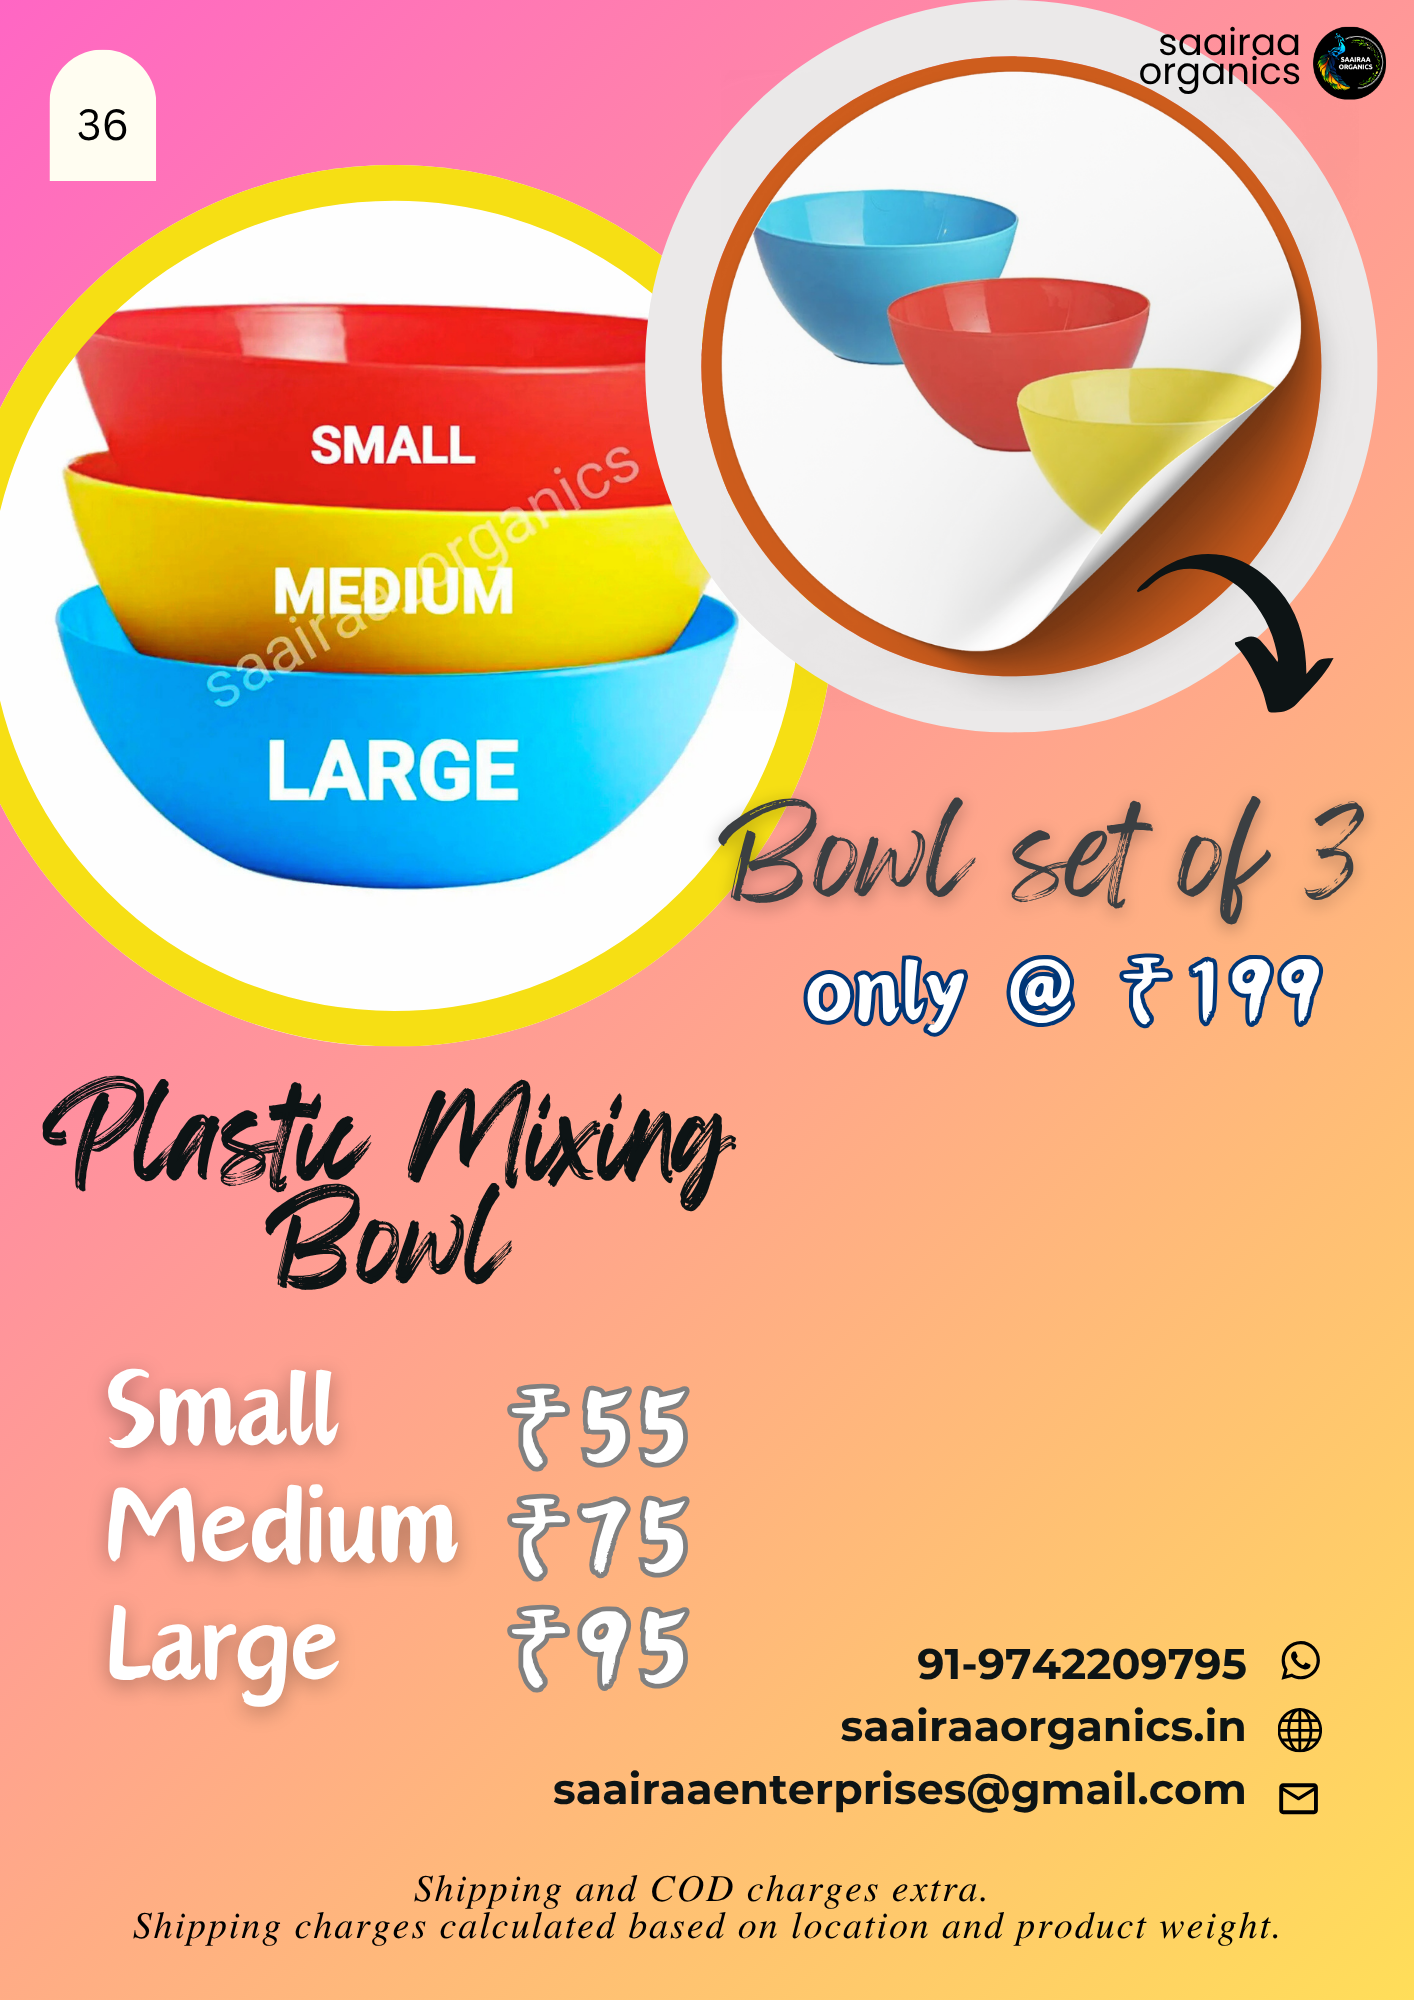 saairaa
organics
SAAIRAA
ORGANICS
36
SMALL
MEDIUM
LARGE
saairaa_organics
Bowl set of 3
only @ ₹199
Plastic Mixing
Bowl
Small ₹55
Medium ₹75
Large ₹95
91-9742209795
saairaaorganics.in
saairaaenterprises@gmail.com
Shipping and COD charges extra.
Shipping charges calculated based on location and product weight.